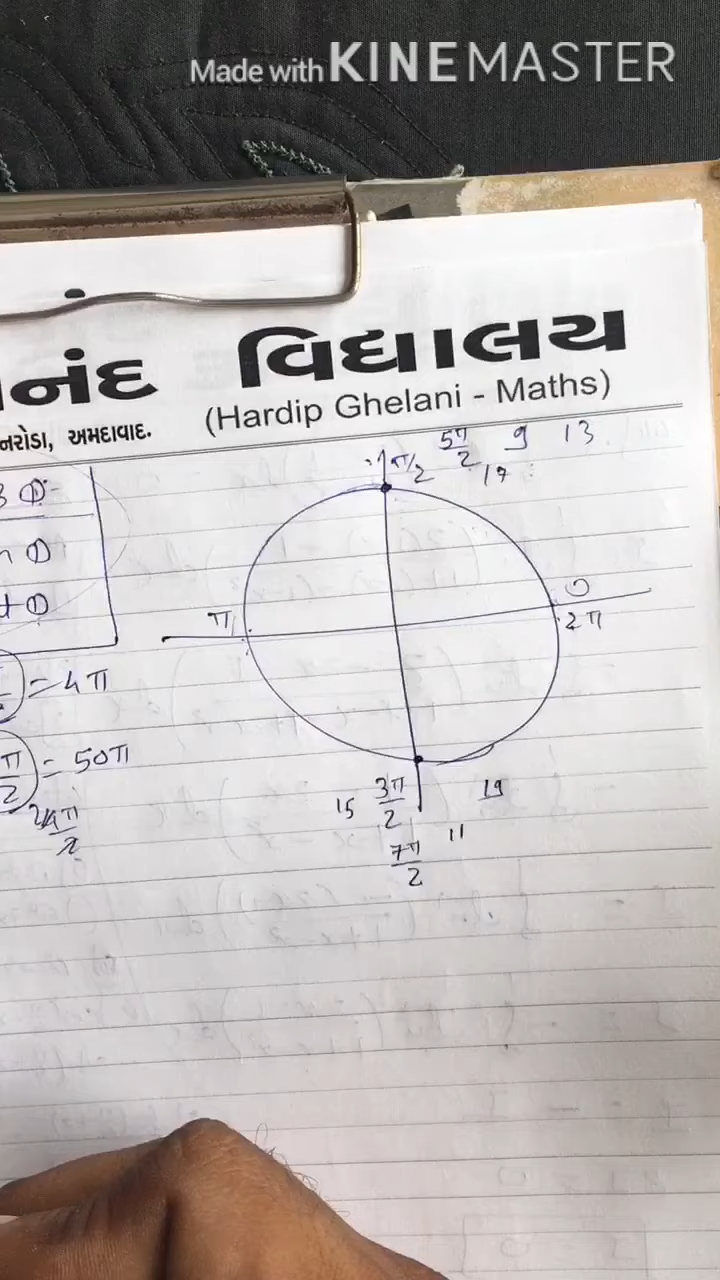 Made with KINEMASTER
નંદ વિદ્યાલય
નરોડા, અમદાવાદ. (Hardip Ghelani - Maths)
π/2 5π/2 9 13
17
0
π 2π
= 4π
π/2 = 50π
15 3π/2 19
7π/2 11